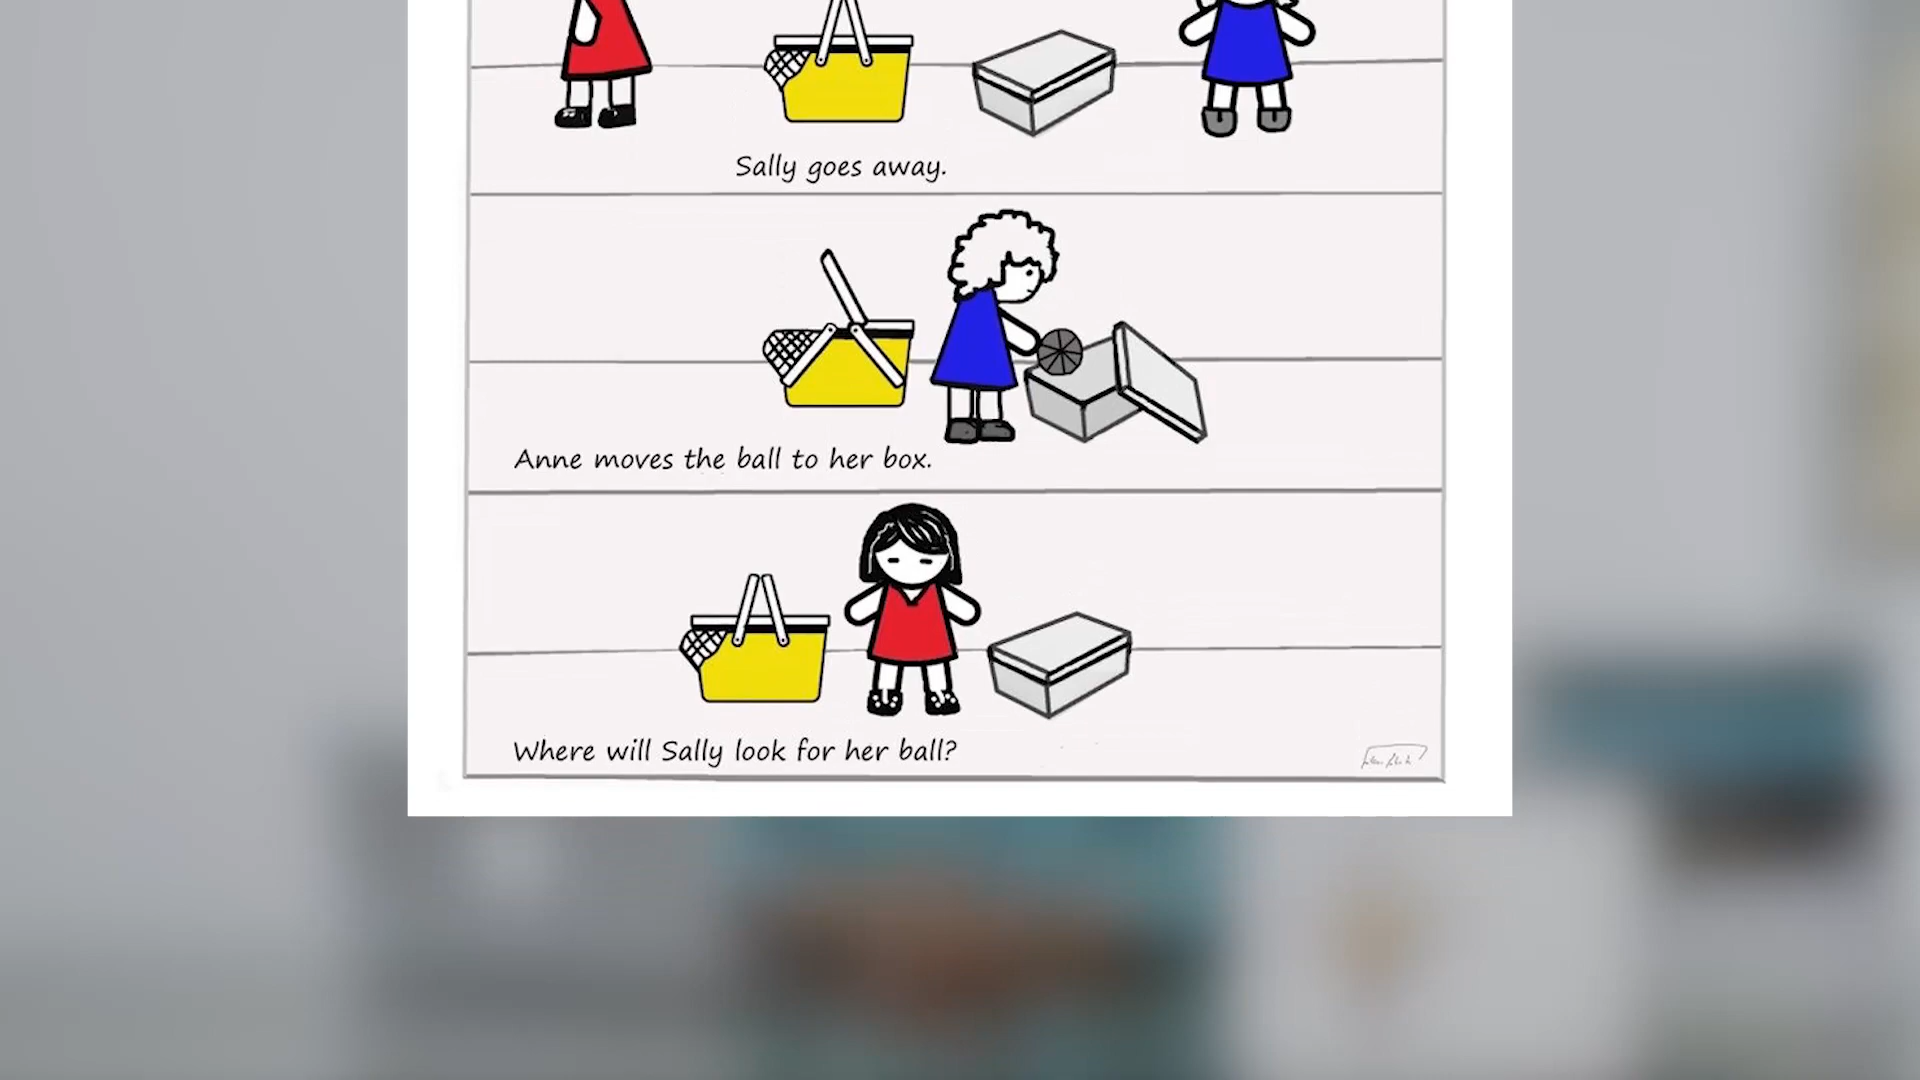 Sally goes away.
Anne moves the ball to her box.
Where will Sally look for her ball?